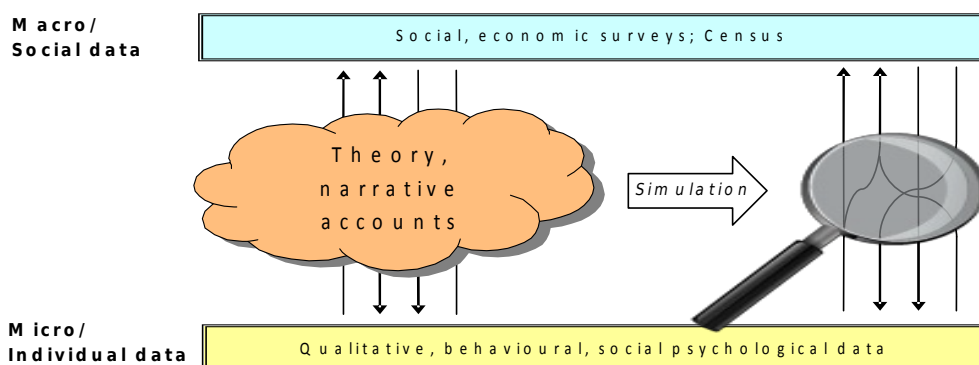 Macro/
Social data
Social, economic surveys; Census
Theory,
narrative
accounts
Simulation
Micro/
Individual data
Qualitative, behavioural, social psychological data